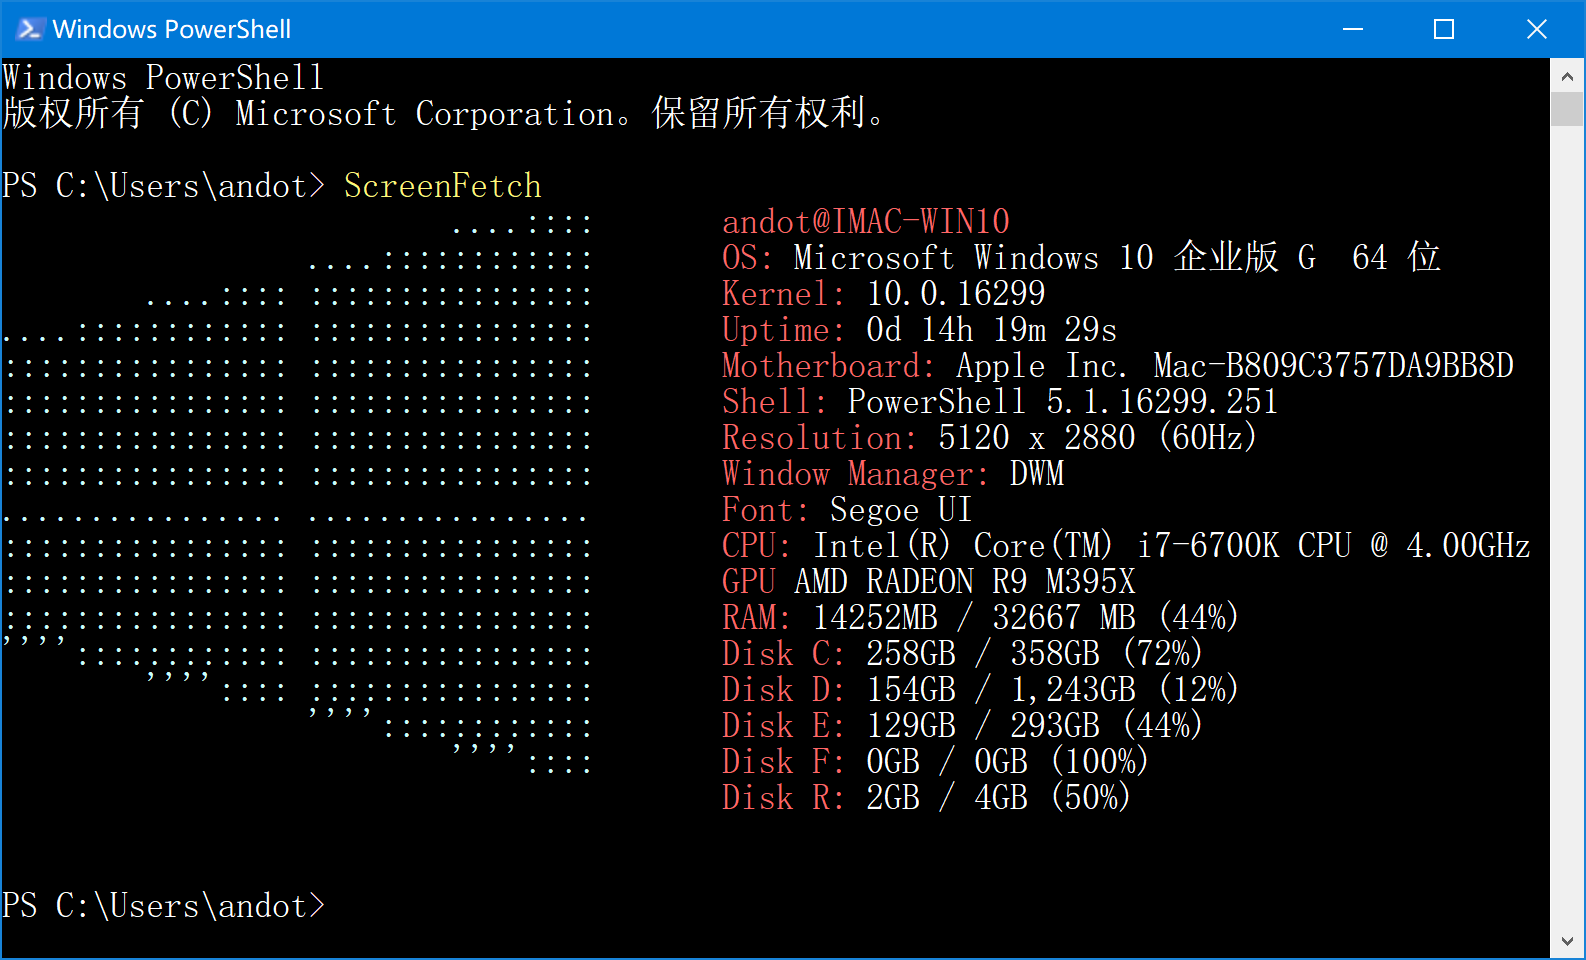 Windows PowerShell
Windows PowerShell
版权所有 (C) Microsoft Corporation。保留所有权利。
PS C:\Users\andot> ScreenFetch
andot@IMAC-WIN10
OS: Microsoft Windows 10 企业版 G  64 位
Kernel: 10.0.16299
Uptime: 0d 14h 19m 29s
Motherboard: Apple Inc. Mac-B809C3757DA9BB8D
Shell: PowerShell 5.1.16299.251
Resolution: 5120 x 2880 (60Hz)
Window Manager: DWM
Font: Segoe UI
CPU: Intel(R) Core(TM) i7-6700K CPU @ 4.00GHz
GPU AMD RADEON R9 M395X
RAM: 14252MB / 32667 MB (44%)
Disk C: 258GB / 358GB (72%)
Disk D: 154GB / 1,243GB (12%)
Disk E: 129GB / 293GB (44%)
Disk F: 0GB / 0GB (100%)
Disk R: 2GB / 4GB (50%)
PS C:\Users\andot>